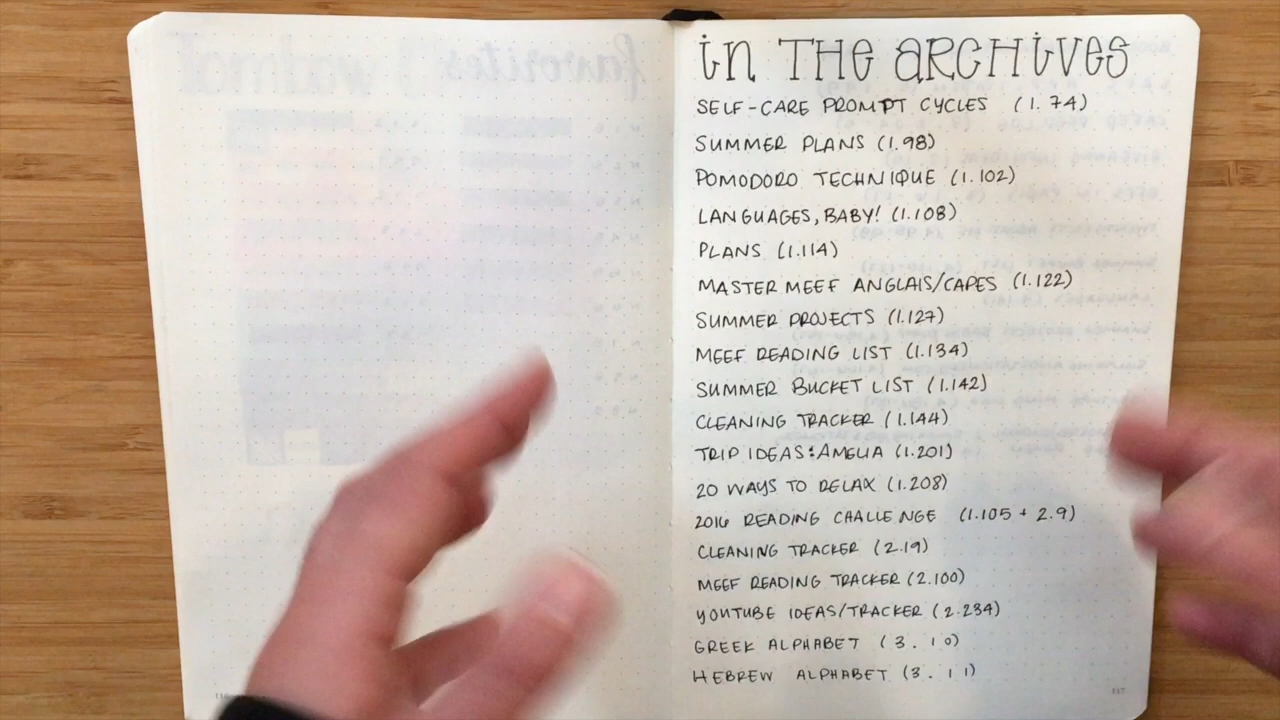 in THE ARCHIVES
SELF-CARE PROMPT CYCLES (1.74)
SUMMER PLANS (1.98)
POMODORO TECHNIQUE (1.102)
LANGUAGES, BABY! (1.108)
PLANS (1.114)
MASTER MEEF ANGLAIS/CAPES (1.122)
SUMMER PROJECTS (1.127)
MEEF READING LIST (1.134)
SUMMER BUCKET LIST (1.142)
CLEANING TRACKER (1.144)
TRIP IDEAS: AMELIA (1.201)
20 WAYS TO RELAX (1.208)
2016 READING CHALLENGE (1.105 + 2.9)
CLEANING TRACKER (2.19)
MEEF READING TRACKER (2.100)
YOUTUBE IDEAS/TRACKER (2.234)
GREEK ALPHABET (3.10)
HEBREW ALPHABET (3.11)
117